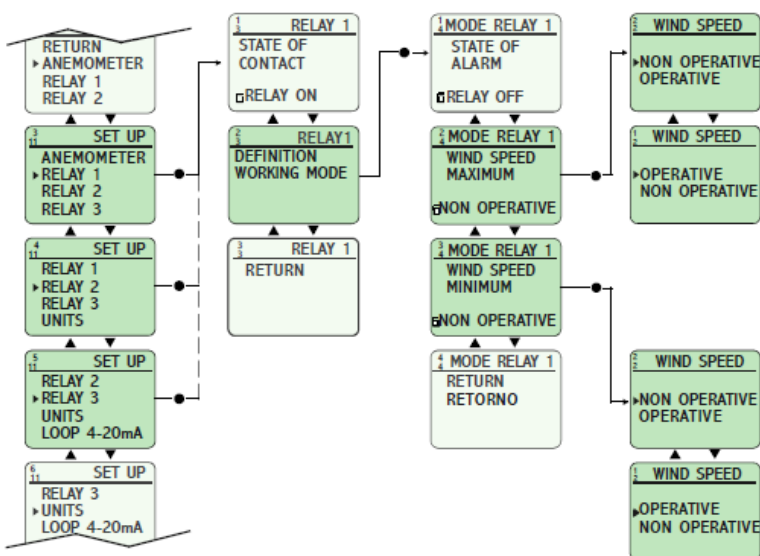 RETURN
▸ ANEMOMETER
RELAY 1
RELAY 2
3/11 SET UP
ANEMOMETER
▸ RELAY 1
RELAY 2
RELAY 3
4/11 SET UP
RELAY 1
▸ RELAY 2
RELAY 3
UNITS
5/11 SET UP
RELAY 2
▸ RELAY 3
UNITS
LOOP 4-20mA
6/11 SET UP
RELAY 3
▸ UNITS
LOOP 4-20mA
1/3 RELAY 1
STATE OF
CONTACT
RELAY ON
2/3 RELAY1
DEFINITION
WORKING MODE
3/3 RELAY 1
RETURN
1/4 MODE RELAY 1
STATE OF
ALARM
RELAY OFF
2/4 MODE RELAY 1
WIND SPEED
MAXIMUM
NON OPERATIVE
3/4 MODE RELAY 1
WIND SPEED
MINIMUM
NON OPERATIVE
4/4 MODE RELAY 1
RETURN
RETORNO
2/2 WIND SPEED
▸NON OPERATIVE
OPERATIVE
1/2 WIND SPEED
▸OPERATIVE
NON OPERATIVE
2/2 WIND SPEED
▸NON OPERATIVE
OPERATIVE
1/2 WIND SPEED
▸OPERATIVE
NON OPERATIVE